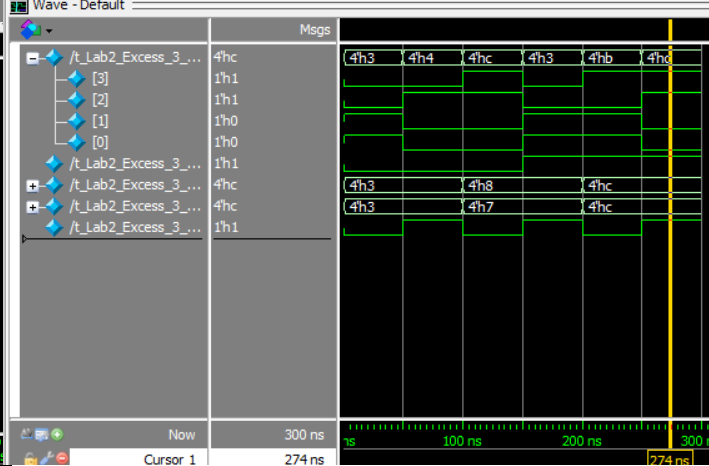 Wave - Default
Msgs
/t_Lab2_Excess_3_... 4'hc 4'h3 4'h4 4'hc 4'h3 4'hb 4'hc
[3] 1'h1
[2] 1'h1
[1] 1'h0
[0] 1'h0
/t_Lab2_Excess_3_... 1'h1
/t_Lab2_Excess_3_... 4'hc 4'h3 4'h8 4'hc
/t_Lab2_Excess_3_... 4'hc 4'h3 4'h7 4'hc
/t_Lab2_Excess_3_... 1'h1
Now 300 ns ns 100 ns 200 ns 300
Cursor 1 274 ns 274 ns